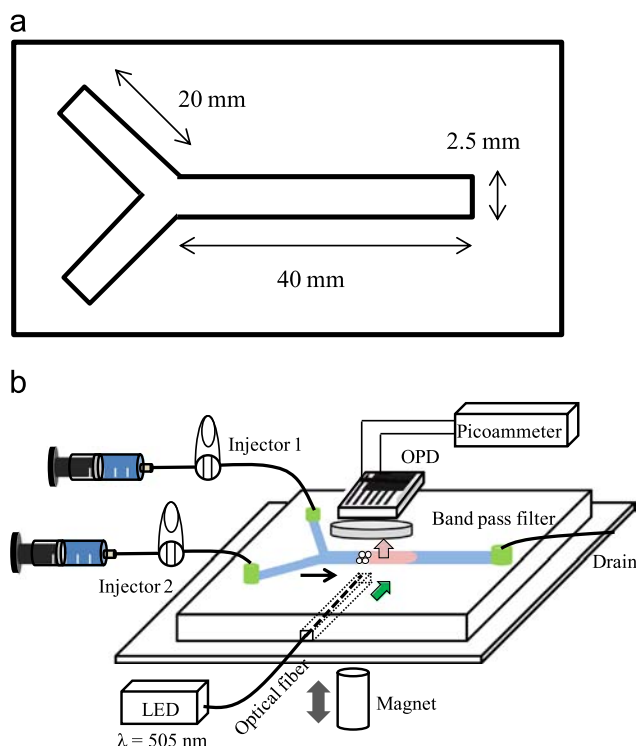 a
20 mm
2.5 mm
40 mm
b
Injector 1
Picoammeter
OPD
Band pass filter
Injector 2
Drain
Optical fiber
LED
Magnet
λ = 505 nm